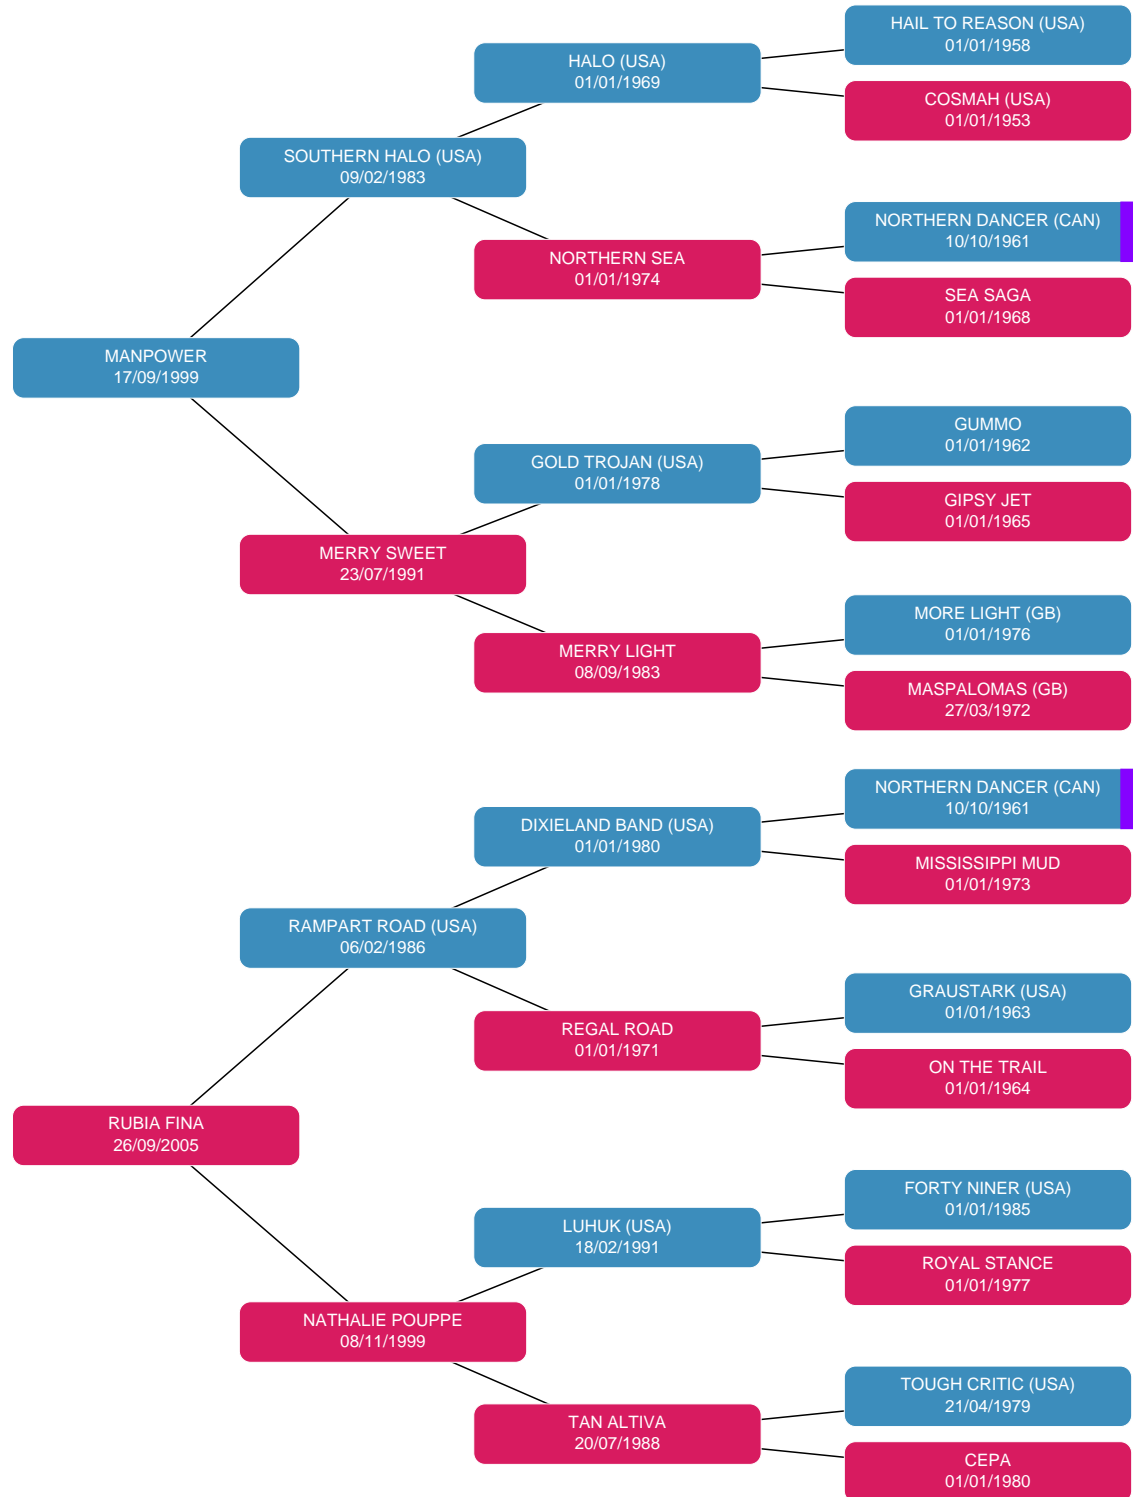 HAIL TO REASON (USA)
01/01/1958
HALO (USA)
01/01/1969
COSMAH (USA)
01/01/1953
SOUTHERN HALO (USA)
09/02/1983
NORTHERN DANCER (CAN)
10/10/1961
NORTHERN SEA
01/01/1974
SEA SAGA
01/01/1968
MANPOWER
17/09/1999
GUMMO
01/01/1962
GOLD TROJAN (USA)
01/01/1978
GIPSY JET
01/01/1965
MERRY SWEET
23/07/1991
MORE LIGHT (GB)
01/01/1976
MERRY LIGHT
08/09/1983
MASPALOMAS (GB)
27/03/1972
NORTHERN DANCER (CAN)
10/10/1961
DIXIELAND BAND (USA)
01/01/1980
MISSISSIPPI MUD
01/01/1973
RAMPART ROAD (USA)
06/02/1986
GRAUSTARK (USA)
01/01/1963
REGAL ROAD
01/01/1971
ON THE TRAIL
01/01/1964
RUBIA FINA
26/09/2005
FORTY NINER (USA)
01/01/1985
LUHUK (USA)
18/02/1991
ROYAL STANCE
01/01/1977
NATHALIE POUPPE
08/11/1999
TOUGH CRITIC (USA)
21/04/1979
TAN ALTIVA
20/07/1988
CEPA
01/01/1980